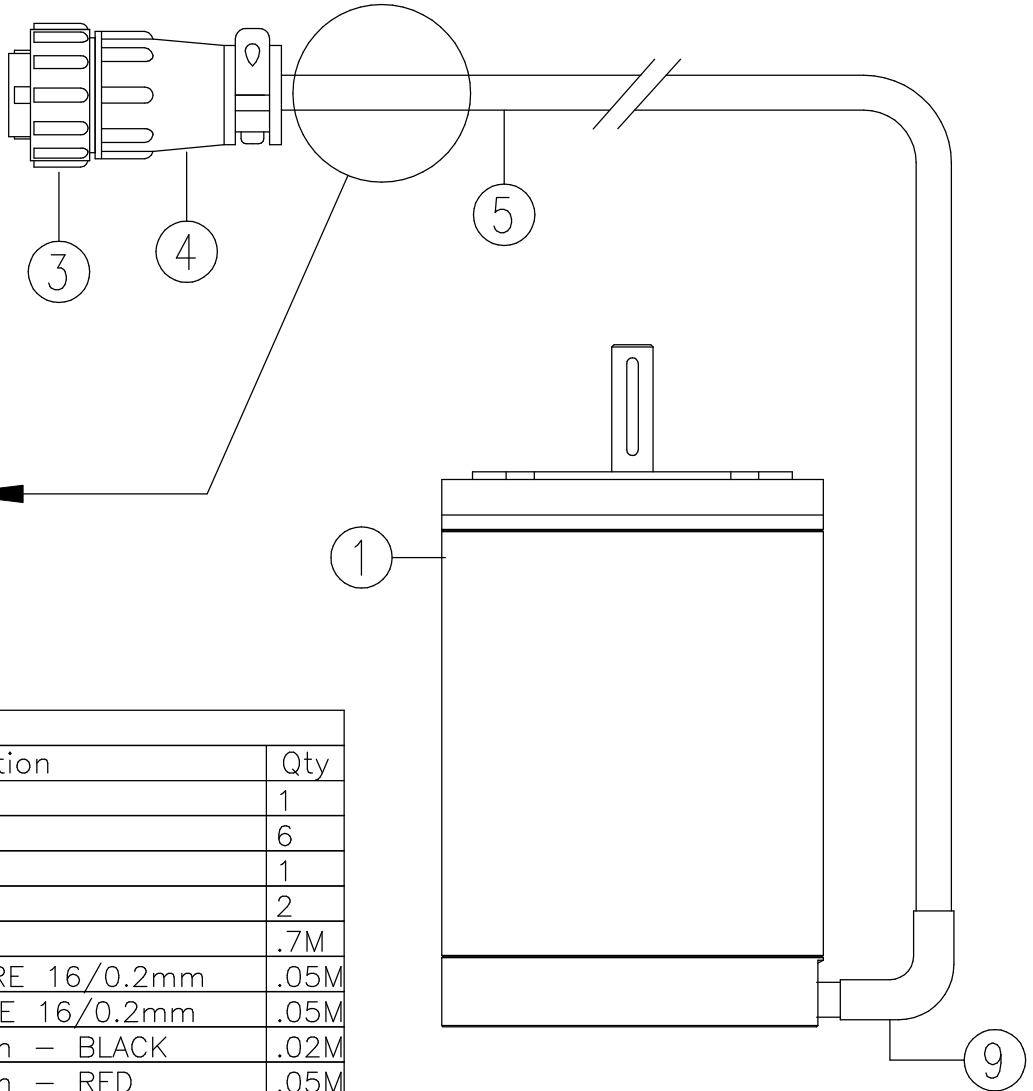 3
4
5
1
tion Qty
1
6
1
2
.7M
RE 16/0.2mm .05M
E 16/0.2mm .05M
– BLACK .02M
– RED .05M
9